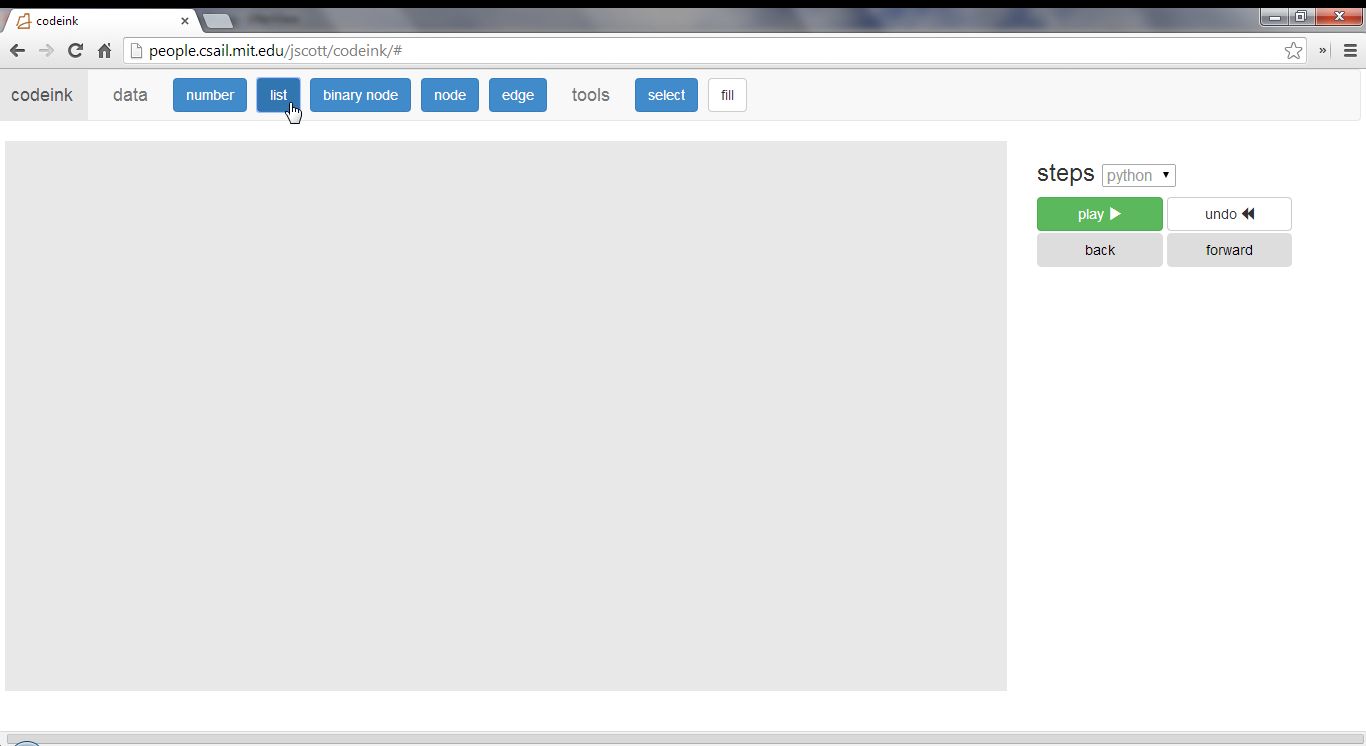 codeink
people.csail.mit.edu/jscott/codeink/#
codeink data number list binary node node edge tools select fill
steps python
play undo
back forward